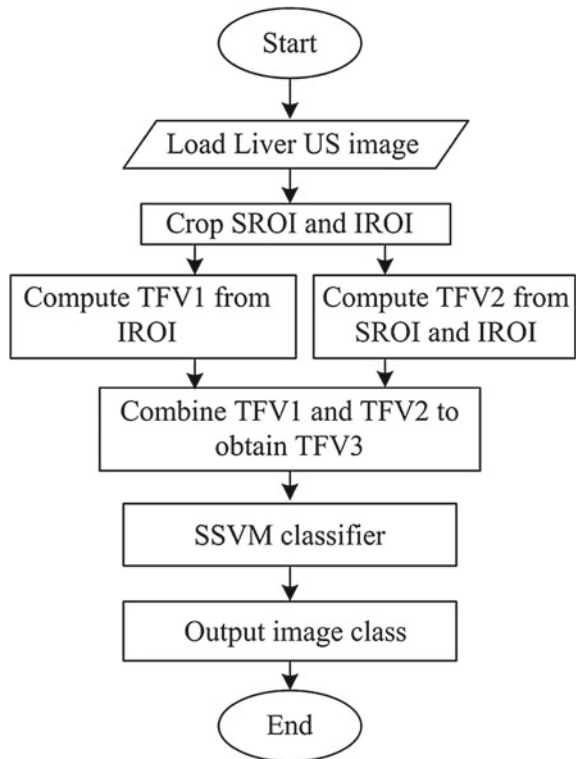 Start
Load Liver US image
Crop SROI and IROI
Compute TFV1 from
IROI
Compute TFV2 from
SROI and IROI
Combine TFV1 and TFV2 to
obtain TFV3
SSVM classifier
Output image class
End